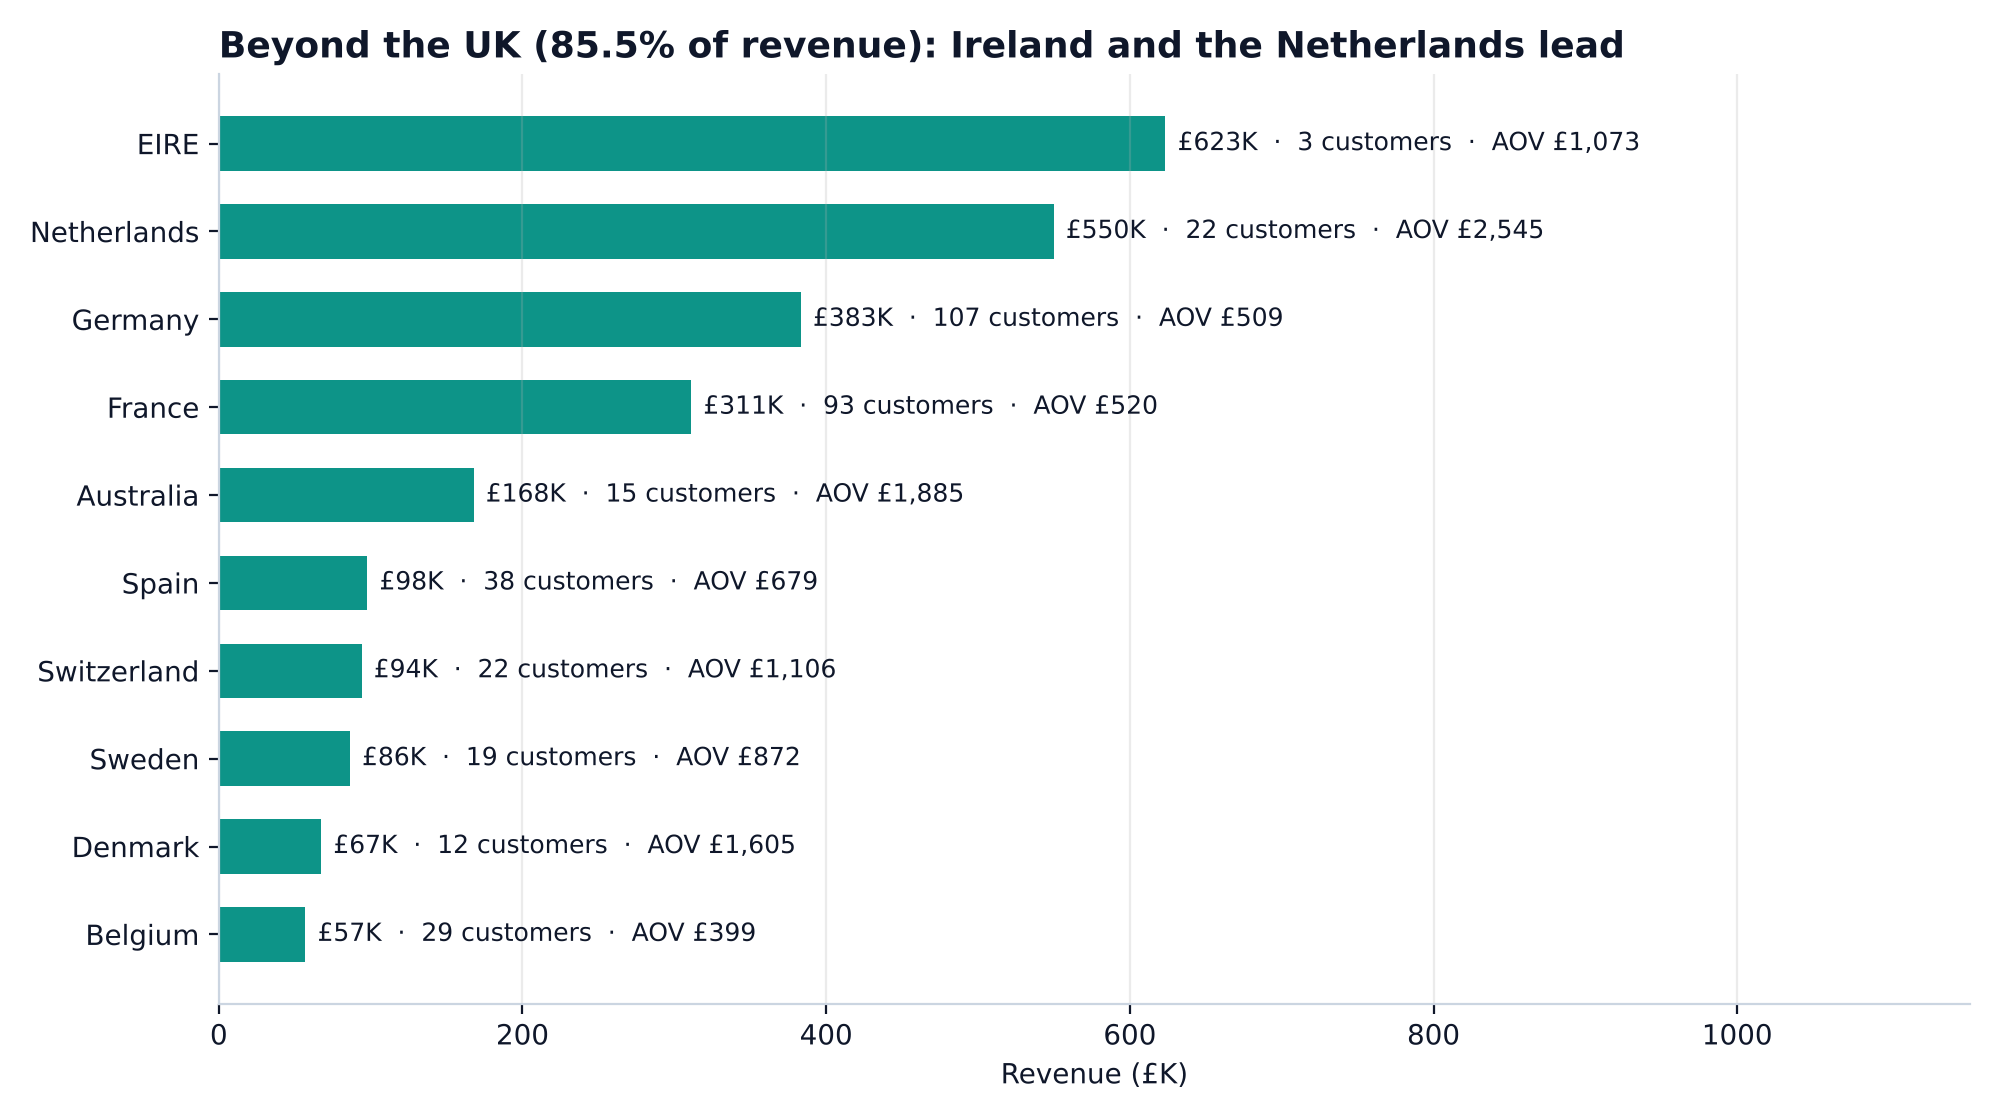 Beyond the UK (85.5% of revenue): Ireland and the Netherlands lead
EIRE £623K · 3 customers · AOV £1,073
Netherlands £550K · 22 customers · AOV £2,545
Germany £383K · 107 customers · AOV £509
France £311K · 93 customers · AOV £520
Australia £168K · 15 customers · AOV £1,885
Spain £98K · 38 customers · AOV £679
Switzerland £94K · 22 customers · AOV £1,106
Sweden £86K · 19 customers · AOV £872
Denmark £67K · 12 customers · AOV £1,605
Belgium £57K · 29 customers · AOV £399
0 200 400 600 800 1000
Revenue (£K)